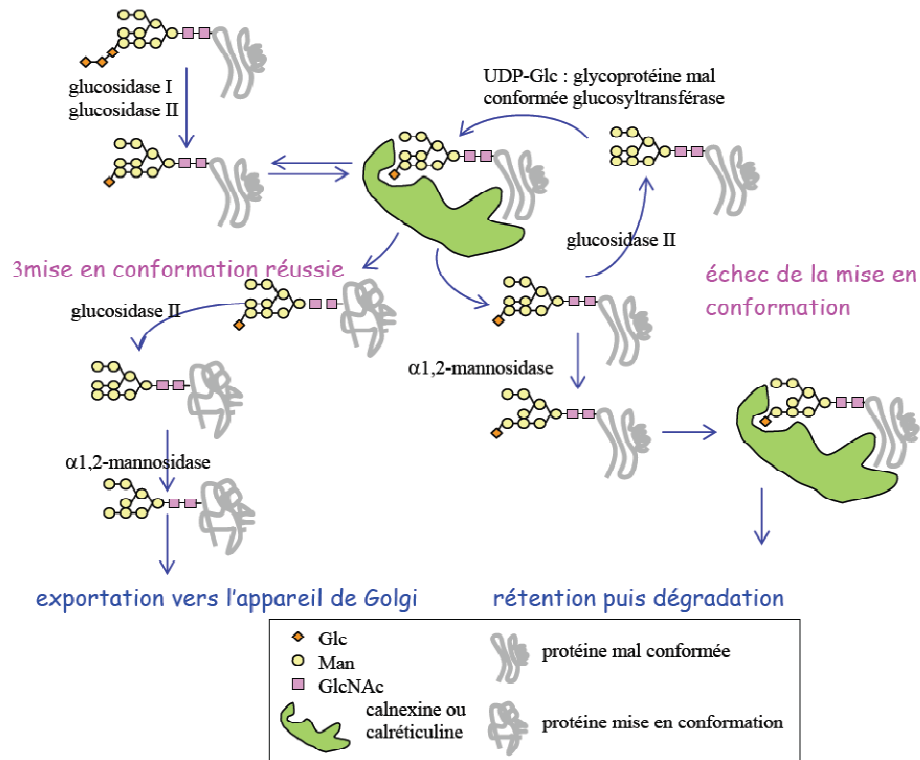 glucosidase I
glucosidase II
UDP-Glc : glycoprotéine mal
conformée glucosyltransférase
glucosidase II
3mise en conformation réussie
échec de la mise en
conformation
glucosidase II
α1,2-mannosidase
α1,2-mannosidase
exportation vers l'appareil de Golgi
rétention puis dégradation
Glc
Man
GlcNAc
calnexine ou
calréticuline
protéine mal conformée
protéine mise en conformation